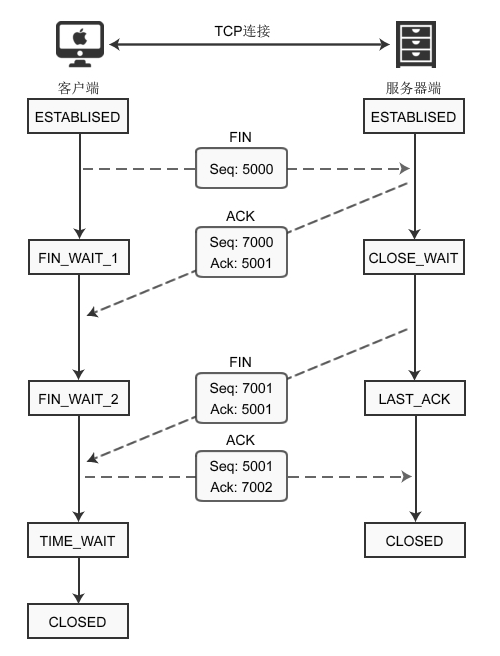 TCP连接
客户端
服务器端
ESTABLISED
ESTABLISED
FIN
Seq: 5000
ACK
Seq: 7000
Ack: 5001
FIN_WAIT_1
CLOSE_WAIT
FIN
Seq: 7001
Ack: 5001
FIN_WAIT_2
LAST_ACK
ACK
Seq: 5001
Ack: 7002
TIME_WAIT
CLOSED
CLOSED